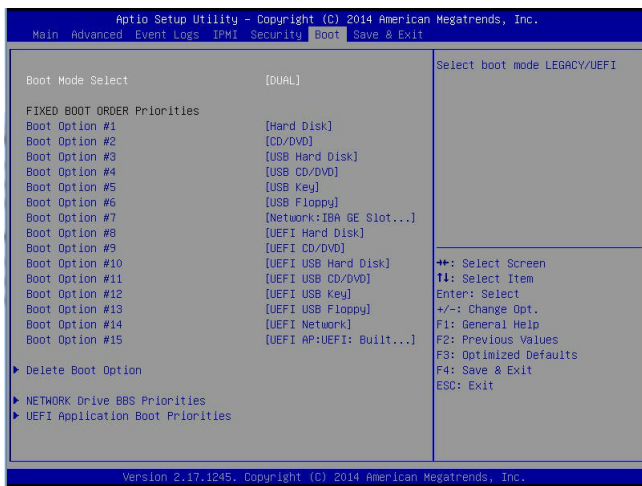 Aptio Setup Utility – Copyright (C) 2014 American Megatrends, Inc.
Main Advanced Event Logs IPMI Security Boot Save & Exit
Boot Mode Select [DUAL]
FIXED BOOT ORDER Priorities
Boot Option #1 [Hard Disk]
Boot Option #2 [CD/DVD]
Boot Option #3 [USB Hard Disk]
Boot Option #4 [USB CD/DVD]
Boot Option #5 [USB Key]
Boot Option #6 [USB Floppy]
Boot Option #7 [Network:IBA GE Slot...]
Boot Option #8 [UEFI Hard Disk]
Boot Option #9 [UEFI CD/DVD]
Boot Option #10 [UEFI USB Hard Disk]
Boot Option #11 [UEFI USB CD/DVD]
Boot Option #12 [UEFI USB Key]
Boot Option #13 [UEFI USB Floppy]
Boot Option #14 [UEFI Network]
Boot Option #15 [UEFI AP:UEFI: Built...]
▶ Delete Boot Option
▶ NETWORK Drive BBS Priorities
▶ UEFI Application Boot Priorities
Select boot mode LEGACY/UEFI
→←: Select Screen
↑↓: Select Item
Enter: Select
+/-: Change Opt.
F1: General Help
F2: Previous Values
F3: Optimized Defaults
F4: Save & Exit
ESC: Exit
Version 2.17.1245. Copyright (C) 2014 American Megatrends, Inc.